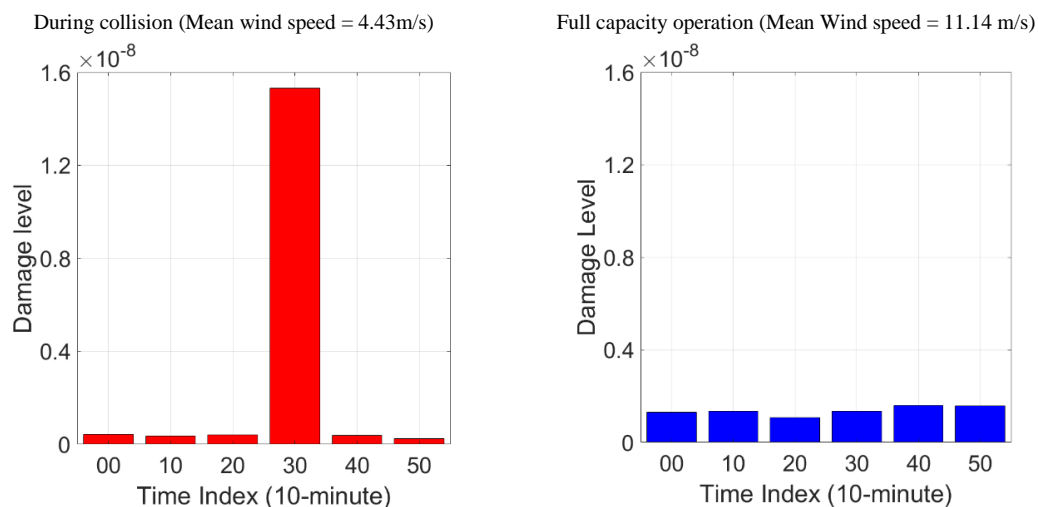 During collision (Mean wind speed = 4.43m/s)
×10⁻⁸
1.6
1.2
0.8
0.4
0
Damage level
00 10 20 30 40 50
Time Index (10-minute)
Full capacity operation (Mean Wind speed = 11.14 m/s)
×10⁻⁸
1.6
1.2
0.8
0.4
0
Damage Level
00 10 20 30 40 50
Time Index (10-minute)